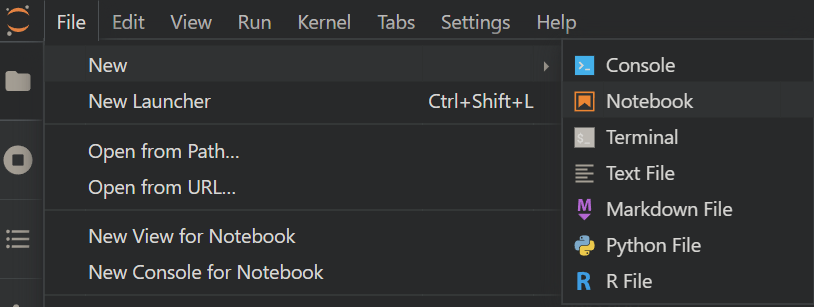 File Edit View Run Kernel Tabs Settings Help
New
New Launcher Ctrl+Shift+L
Open from Path...
Open from URL...
New View for Notebook
New Console for Notebook
Console
Notebook
$_ Terminal
Text File
M Markdown File
Python File
R R File